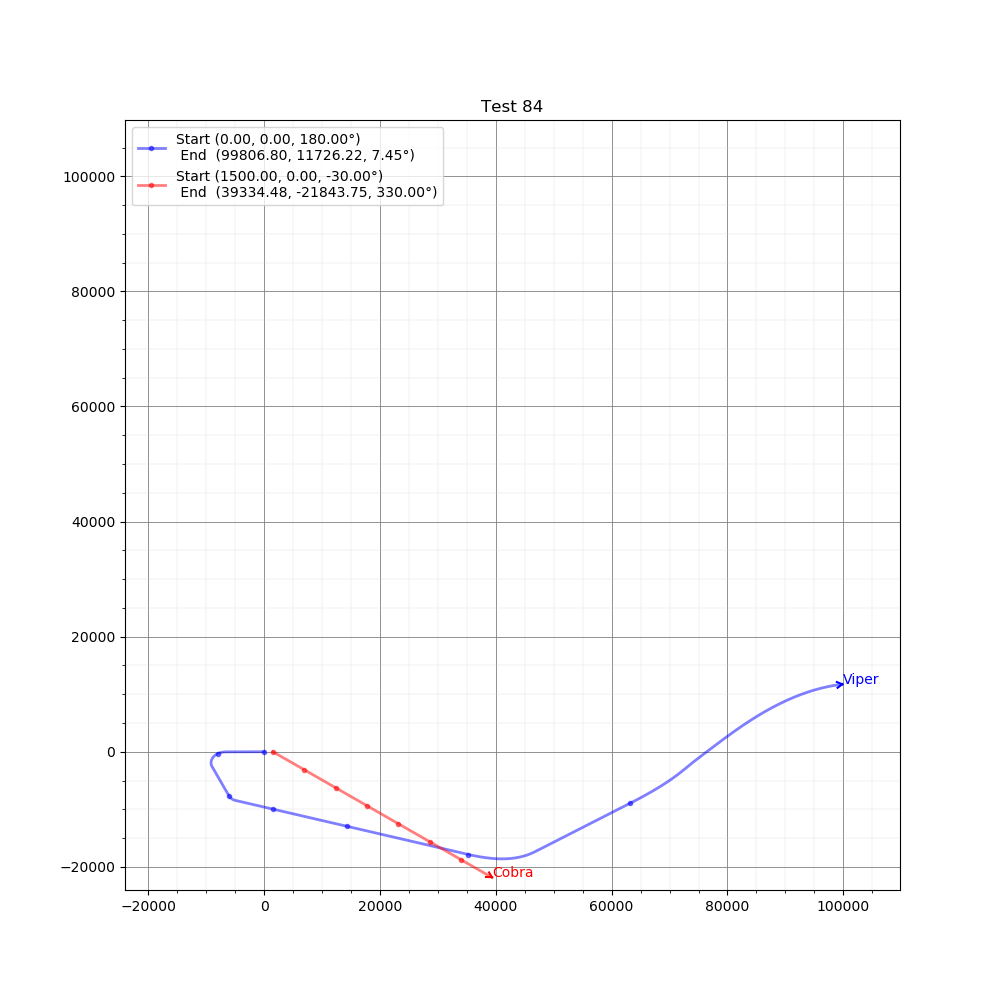 Test 84
Start (0.00, 0.00, 180.00°)
End  (99806.80, 11726.22, 7.45°)
Start (1500.00, 0.00, -30.00°)
End  (39334.48, -21843.75, 330.00°)
100000
80000
60000
40000
20000
0
−20000
Viper
Cobra
−20000 0 20000 40000 60000 80000 100000